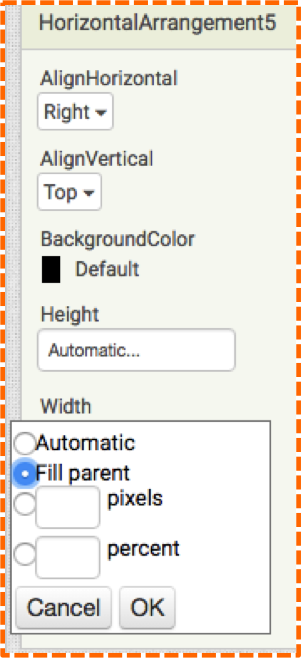 HorizontalArrangement5
AlignHorizontal
Right
AlignVertical
Top
BackgroundColor
Default
Height
Automatic...
Width
Automatic
Fill parent
pixels
percent
Cancel OK